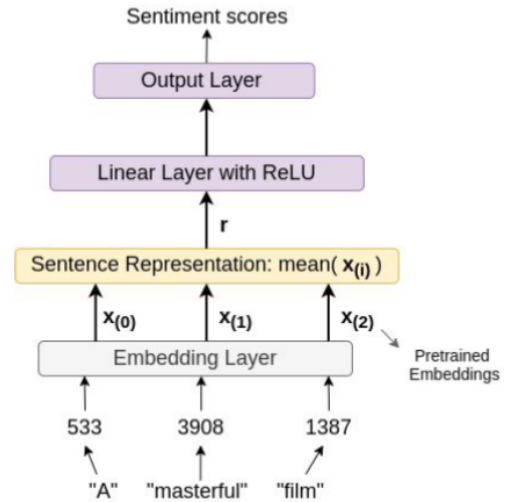 Sentiment scores
Output Layer
Linear Layer with ReLU
r
Sentence Representation: mean( x(i) )
x(0) x(1) x(2)
Embedding Layer
Pretrained
Embeddings
533 3908 1387
"A" "masterful" "film"